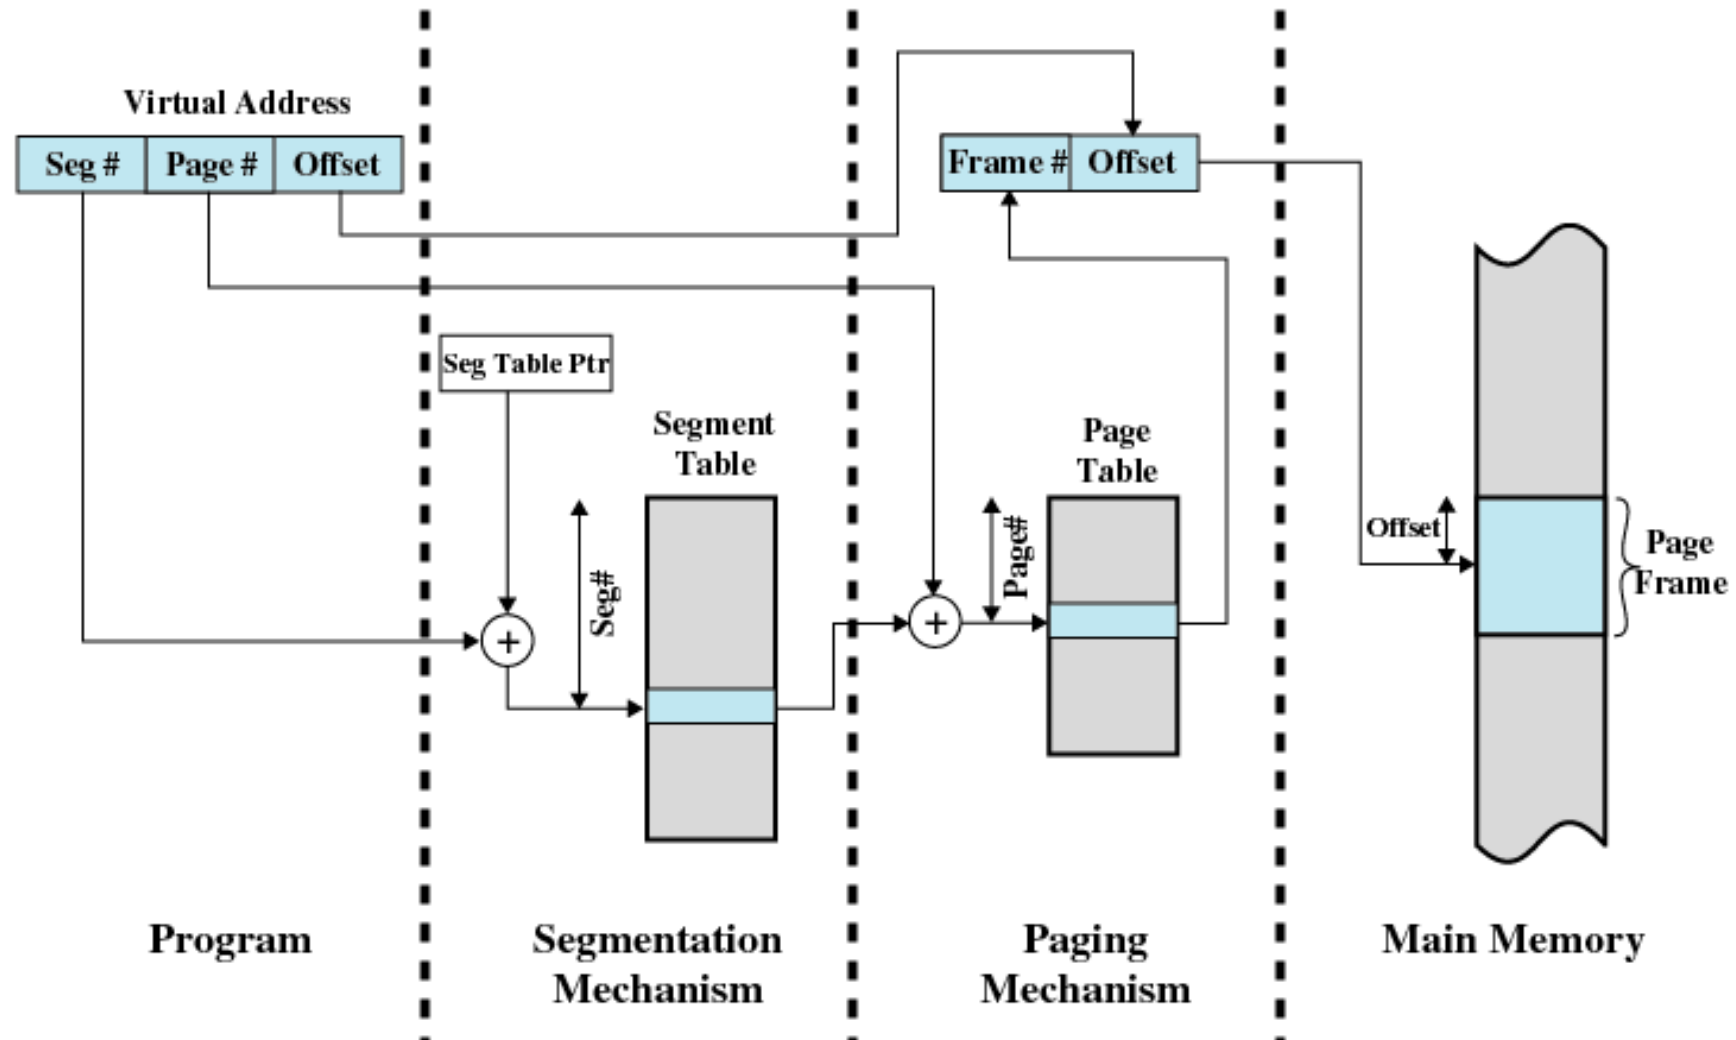 Virtual Address
Seg #
Page #
Offset
Frame #
Offset
Seg Table Ptr
Segment
Table
Seg#
+
Page
Table
Page#
+
Offset
Page
Frame
Program
Segmentation
Mechanism
Paging
Mechanism
Main Memory